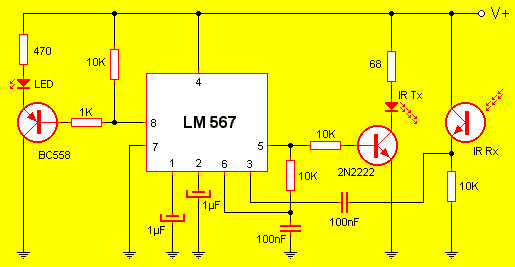 V+
470
10K
68
LED
4
IR Tx
1K
8
LM 567
5
10K
BC558
7
2N2222
IR Rx
1
2
6
3
10K
10K
1µF
1µF
100nF
100nF